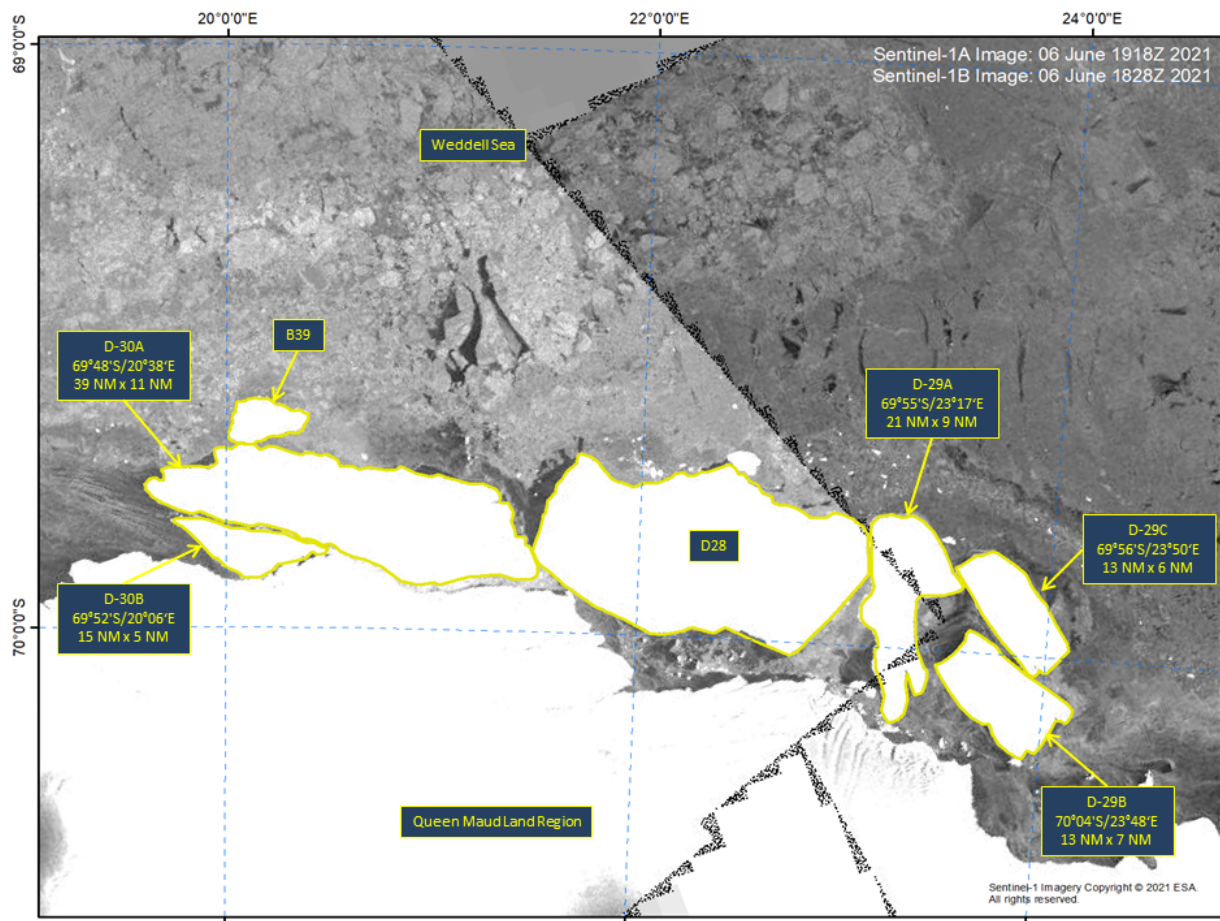 20°0'0"E
22°0'0"E
24°0'0"E
69°0'0"S
Sentinel-1A Image: 06 June 1918Z 2021
Sentinel-1B Image: 06 June 1828Z 2021
Weddell Sea
D-30A
69°48'S/20°38'E
39 NM x 11 NM
B39
D-29A
69°55'S/23°17'E
21 NM x 9 NM
D28
D-29C
69°56'S/23°50'E
13 NM x 6 NM
D-30B
69°52'S/20°06'E
15 NM x 5 NM
70°0'0"S
D-29B
70°04'S/23°48'E
13 NM x 7 NM
Queen Maud Land Region
Sentinel-1 Imagery Copyright © 2021 ESA.
All rights reserved.